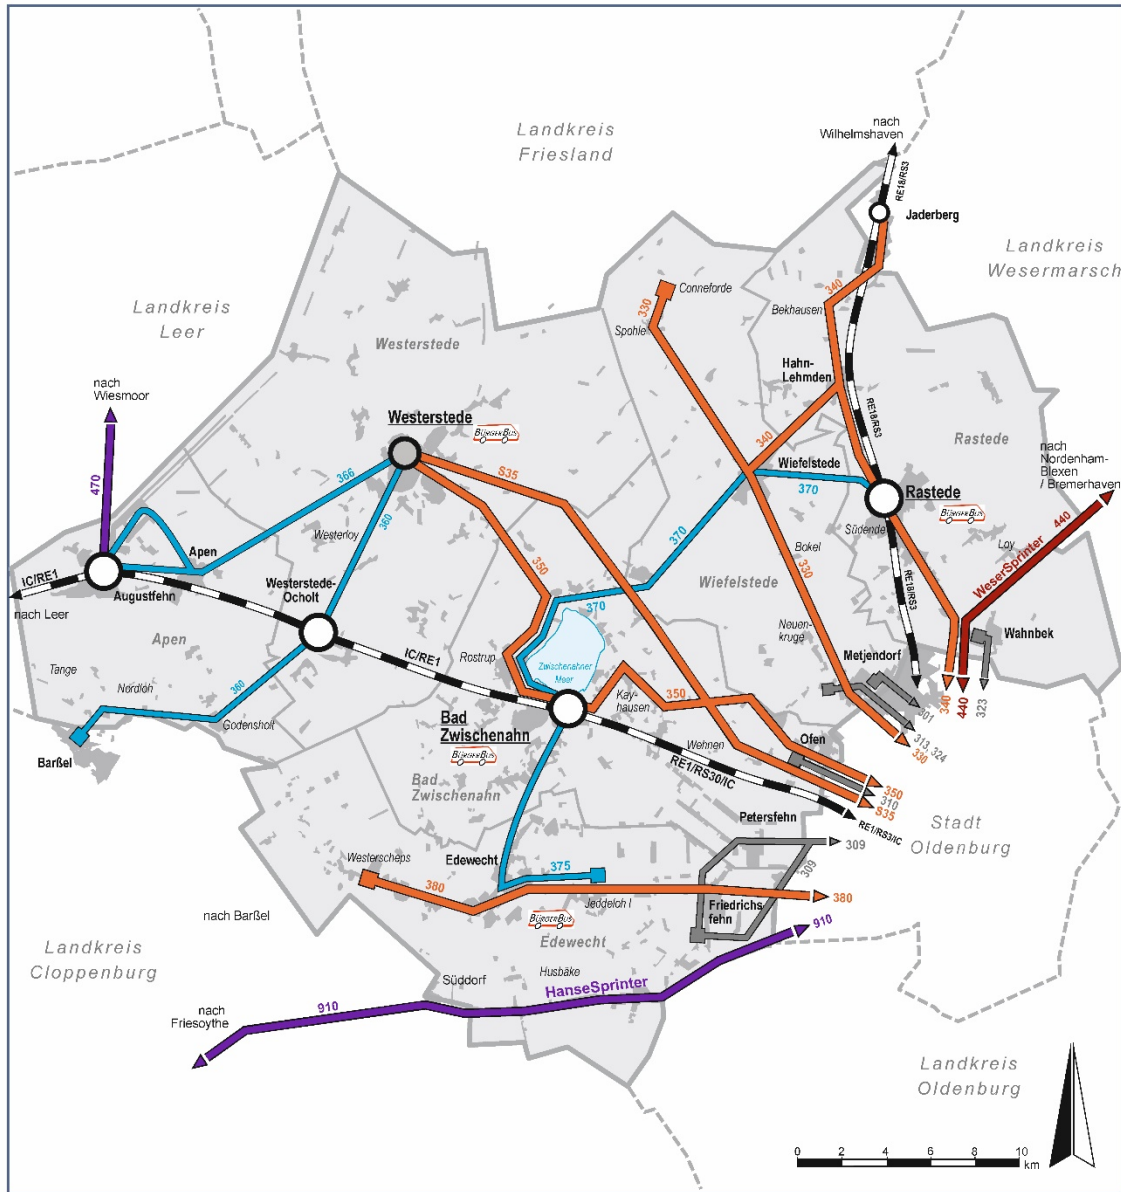 nach
Wilhelmshaven
Landkreis
Friesland
RE18/RS3
Jaderberg
Landkreis
Wesermarsch
Conneforde
340
Bekhausen
330
Spohle
Landkreis
Leer
Westerstede
Hahn-
Lehmden
nach
Wiesmoor
Westerstede
BÜRGERBUS
RE18/RS3
Rastede
340
nach
Nordenham-
Blexen
/ Bremerhaven
470
366
S35
Wiefelstede
370
Rastede
BÜRGERBUS
360
Westerloy
Südende
440
370
Bokel
Loy
WeserSprinter
Apen
330
350
IC/RE1
Augustfehn
Westerstede-
Ocholt
Wiefelstede
RE18/RS3
nach Leer
370
Neuen-
kruge
Wahnbek
Apen
Metjendorf
IC/RE1
Rostrup
Zwischenahner
Meer
Tange
Nordloh
360
Kay-
hausen
350
340
440
323
301
Godensholt
Bad
Zwischenahn
Ofen
313, 324
330
Wehnen
Barßel
BÜRGERBUS
RE1/RS30/IC
Bad
Zwischenahn
350
310
S35
Petersfehn
RE1/RS3/IC
Stadt
Oldenburg
309
Westerscheps
Edewecht
375
309
380
Jeddeloh I
Friedrichs-
fehn
380
nach Barßel
BÜRGERBUS
910
Edewecht
Landkreis
Cloppenburg
Süddorf
Husbäke
HanseSprinter
910
nach
Friesoythe
Landkreis
Oldenburg
0 2 4 6 8 10
km